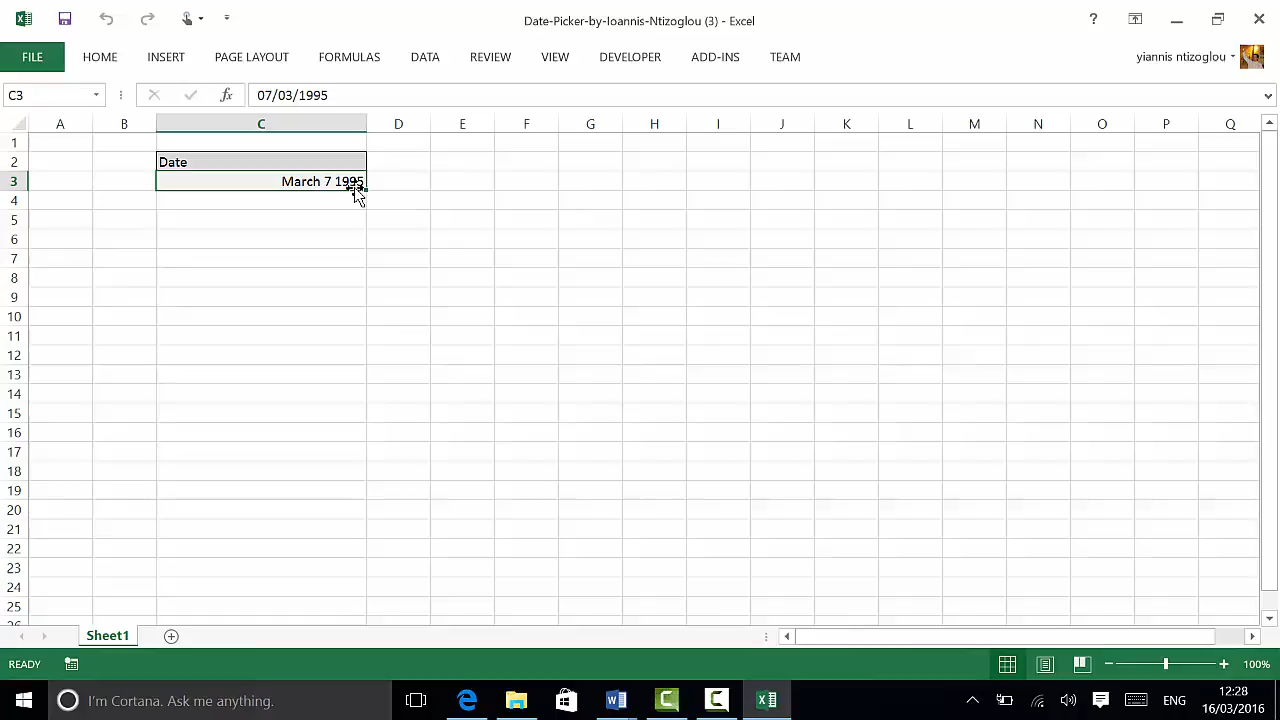 Date-Picker-by-Ioannis-Ntizoglou (3) - Excel
?
FILE HOME INSERT PAGE LAYOUT FORMULAS DATA REVIEW VIEW DEVELOPER ADD-INS TEAM yiannis ntizoglou
C3 fx 07/03/1995
A B C D E F G H I J K L M N O P Q
1
2 Date
3 March 7 1995
4
5
6
7
8
9
10
11
12
13
14
15
16
17
18
19
20
21
22
23
24
25
26
Sheet1
READY 100%
I'm Cortana. Ask me anything. ENG 12:28
16/03/2016